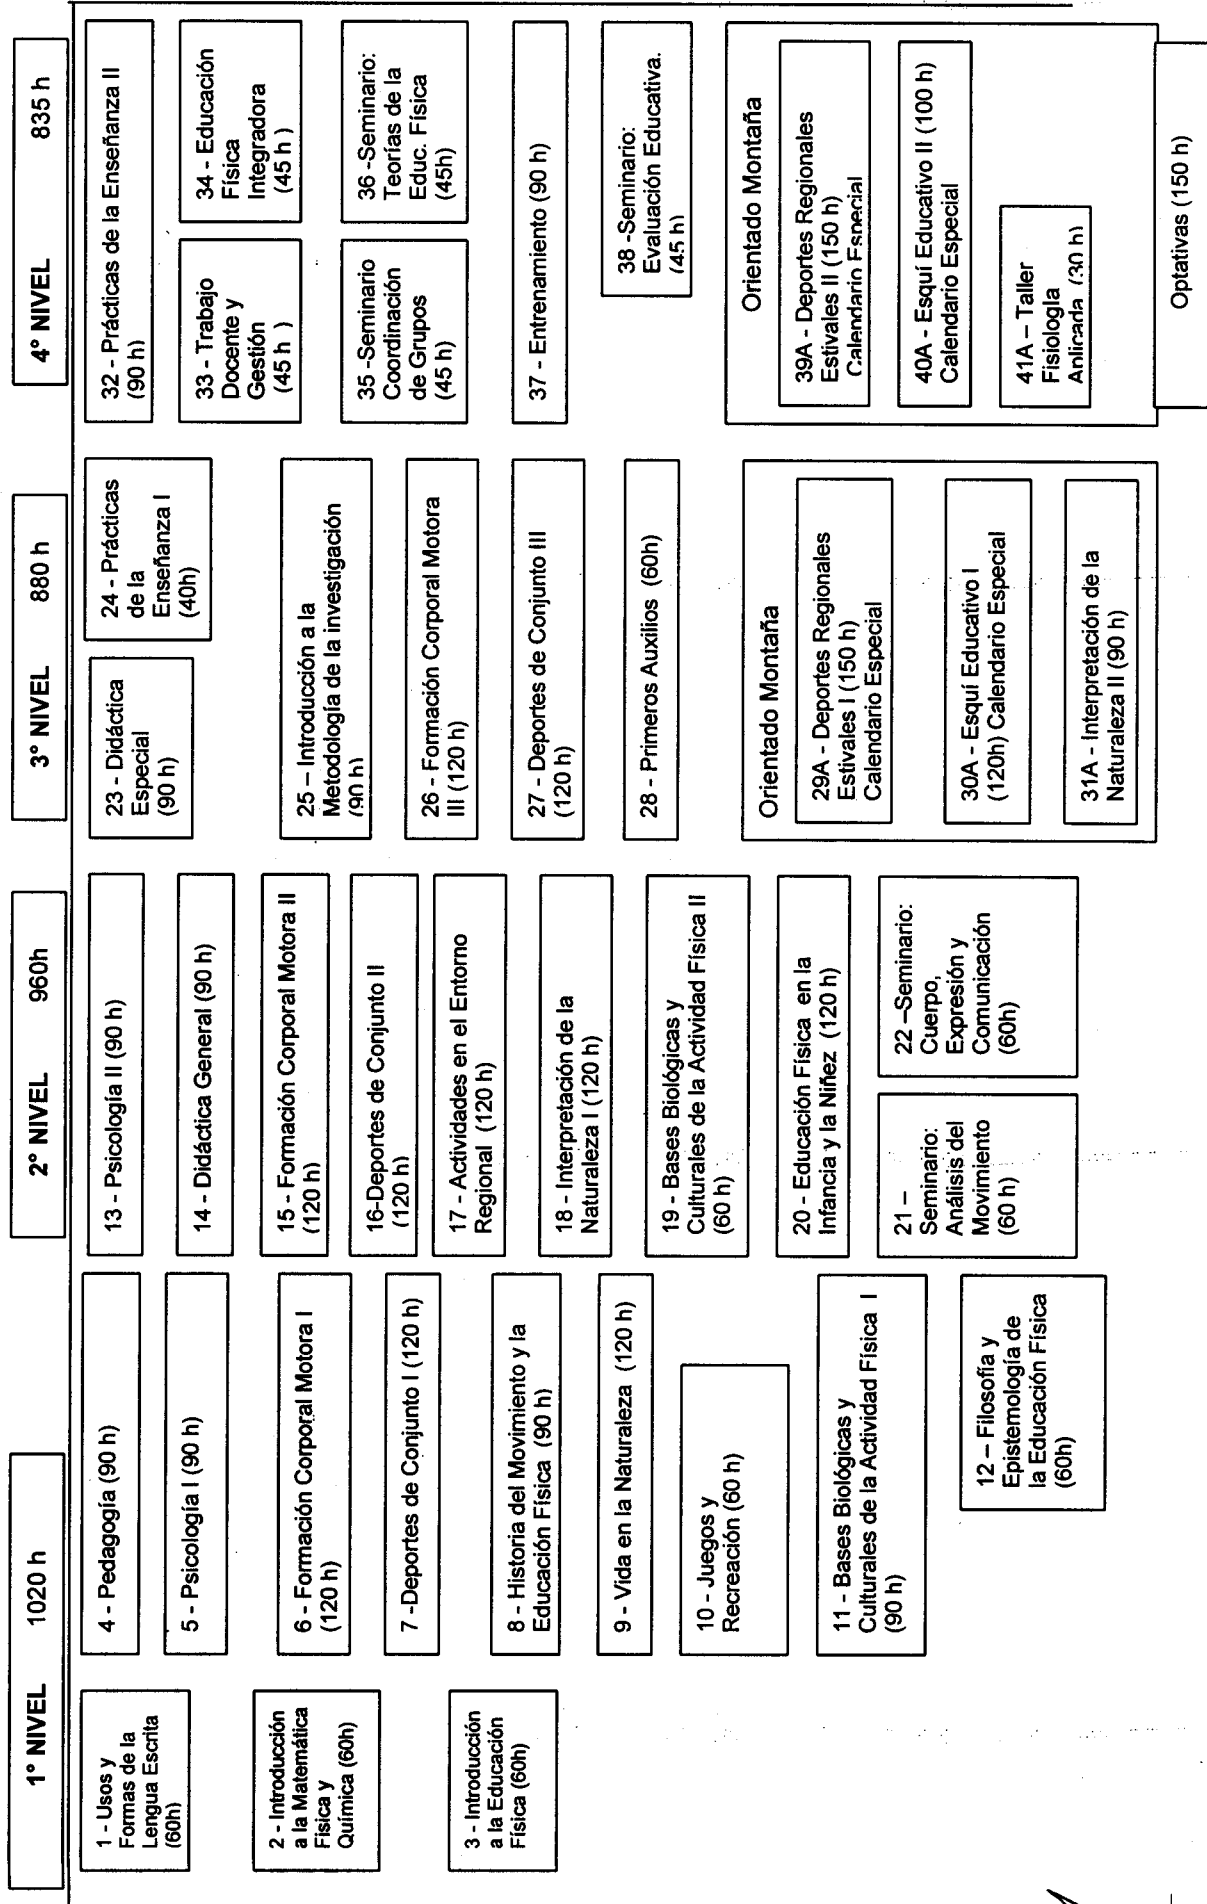 1° NIVEL 1020 h
1 - Usos y
Formas de la
Lengua Escrita
(60h)
2 - Introducción
a la Matemática
Física y
Química (60h)
3 - Introducción
a la Educación
Física (60h)
4 - Pedagogía (90 h)
5 - Psicología I (90 h)
6 - Formación Corporal Motora I
(120 h)
7 -Deportes de Conjunto I (120 h)
8 - Historia del Movimiento y la
Educación Física (90 h)
9 - Vida en la Naturaleza (120 h)
10 - Juegos y
Recreación (60 h)
11 - Bases Biológicas y
Culturales de la Actividad Física I
(90 h)
12 – Filosofía y
Epistemología de
la Educación Física
(60h)
2° NIVEL 960h
13 - Psicología II (90 h)
14 - Didáctica General (90 h)
15 - Formación Corporal Motora II
(120 h)
16-Deportes de Conjunto II
(120 h)
17 - Actividades en el Entorno
Regional (120 h)
18 - Interpretación de la
Naturaleza I (120 h)
19 - Bases Biológicas y
Culturales de la Actividad Física II
(60 h)
20 - Educación Física en la
Infancia y la Niñez (120 h)
21 –
Seminario:
Análisis del
Movimiento
(60 h)
22 –Seminario:
Cuerpo,
Expresión y
Comunicación
(60h)
3° NIVEL 880 h
23 - Didáctica
Especial
(90 h)
24 - Prácticas
de la
Enseñanza I
(40h)
25 – Introducción a la
Metodología de la investigación
(90 h)
26 - Formación Corporal Motora
III (120 h)
27 - Deportes de Conjunto III
(120 h)
28 - Primeros Auxilios (60h)
Orientado Montaña
29A - Deportes Regionales
Estivales I (150 h)
Calendario Especial
30A - Esquí Educativo I
(120h) Calendario Especial
31A - Interpretación de la
Naturaleza II (90 h)
4° NIVEL 835 h
32 - Prácticas de la Enseñanza II
(90 h)
33 - Trabajo
Docente y
Gestión
(45 h )
34 - Educación
Física
Integradora
(45 h )
35 -Seminario
Coordinación
de Grupos
(45 h)
36 -Seminario:
Teorías de la
Educ. Física
(45h)
37 - Entrenamiento (90 h)
38 -Seminario:
Evaluación Educativa.
(45 h)
Orientado Montaña
39A - Deportes Regionales
Estivales II (150 h)
Calendario Especial
40A - Esquí Educativo II (100 h)
Calendario Especial
41A – Taller
Fisiología
Aplicada (30 h)
Optativas (150 h)